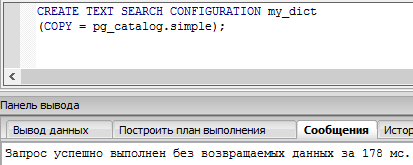 CREATE TEXT SEARCH CONFIGURATION my_dict
(COPY = pg_catalog.simple);
Панель вывода
Вывод данных Построить план выполнения Сообщения Истор
Запрос успешно выполнен без возвращаемых данных за 178 мс.